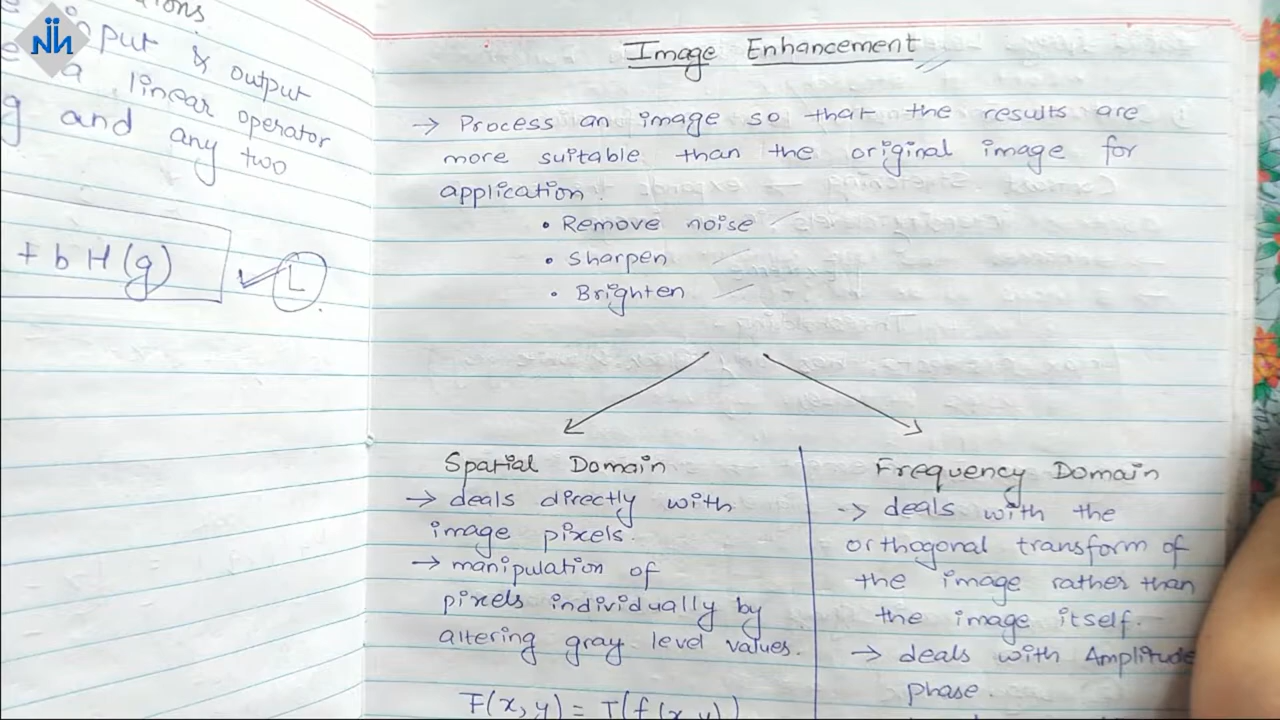 put & output
a linear operator
g and any two
+ b H(g)
L
Image Enhancement
→ Process an image so that the results are
more suitable than the original image for
application.
• Remove noise
• Sharpen
• Brighten
Spatial Domain
→ deals directly with
image pixels.
→ manipulation of
pixels individually by
altering gray level values.
F(x,y) = T(f(x,y))
Frequency Domain
-> deals with the
orthogonal transform of
the image rather than
the image itself.
→ deals with Amplitude
phase.